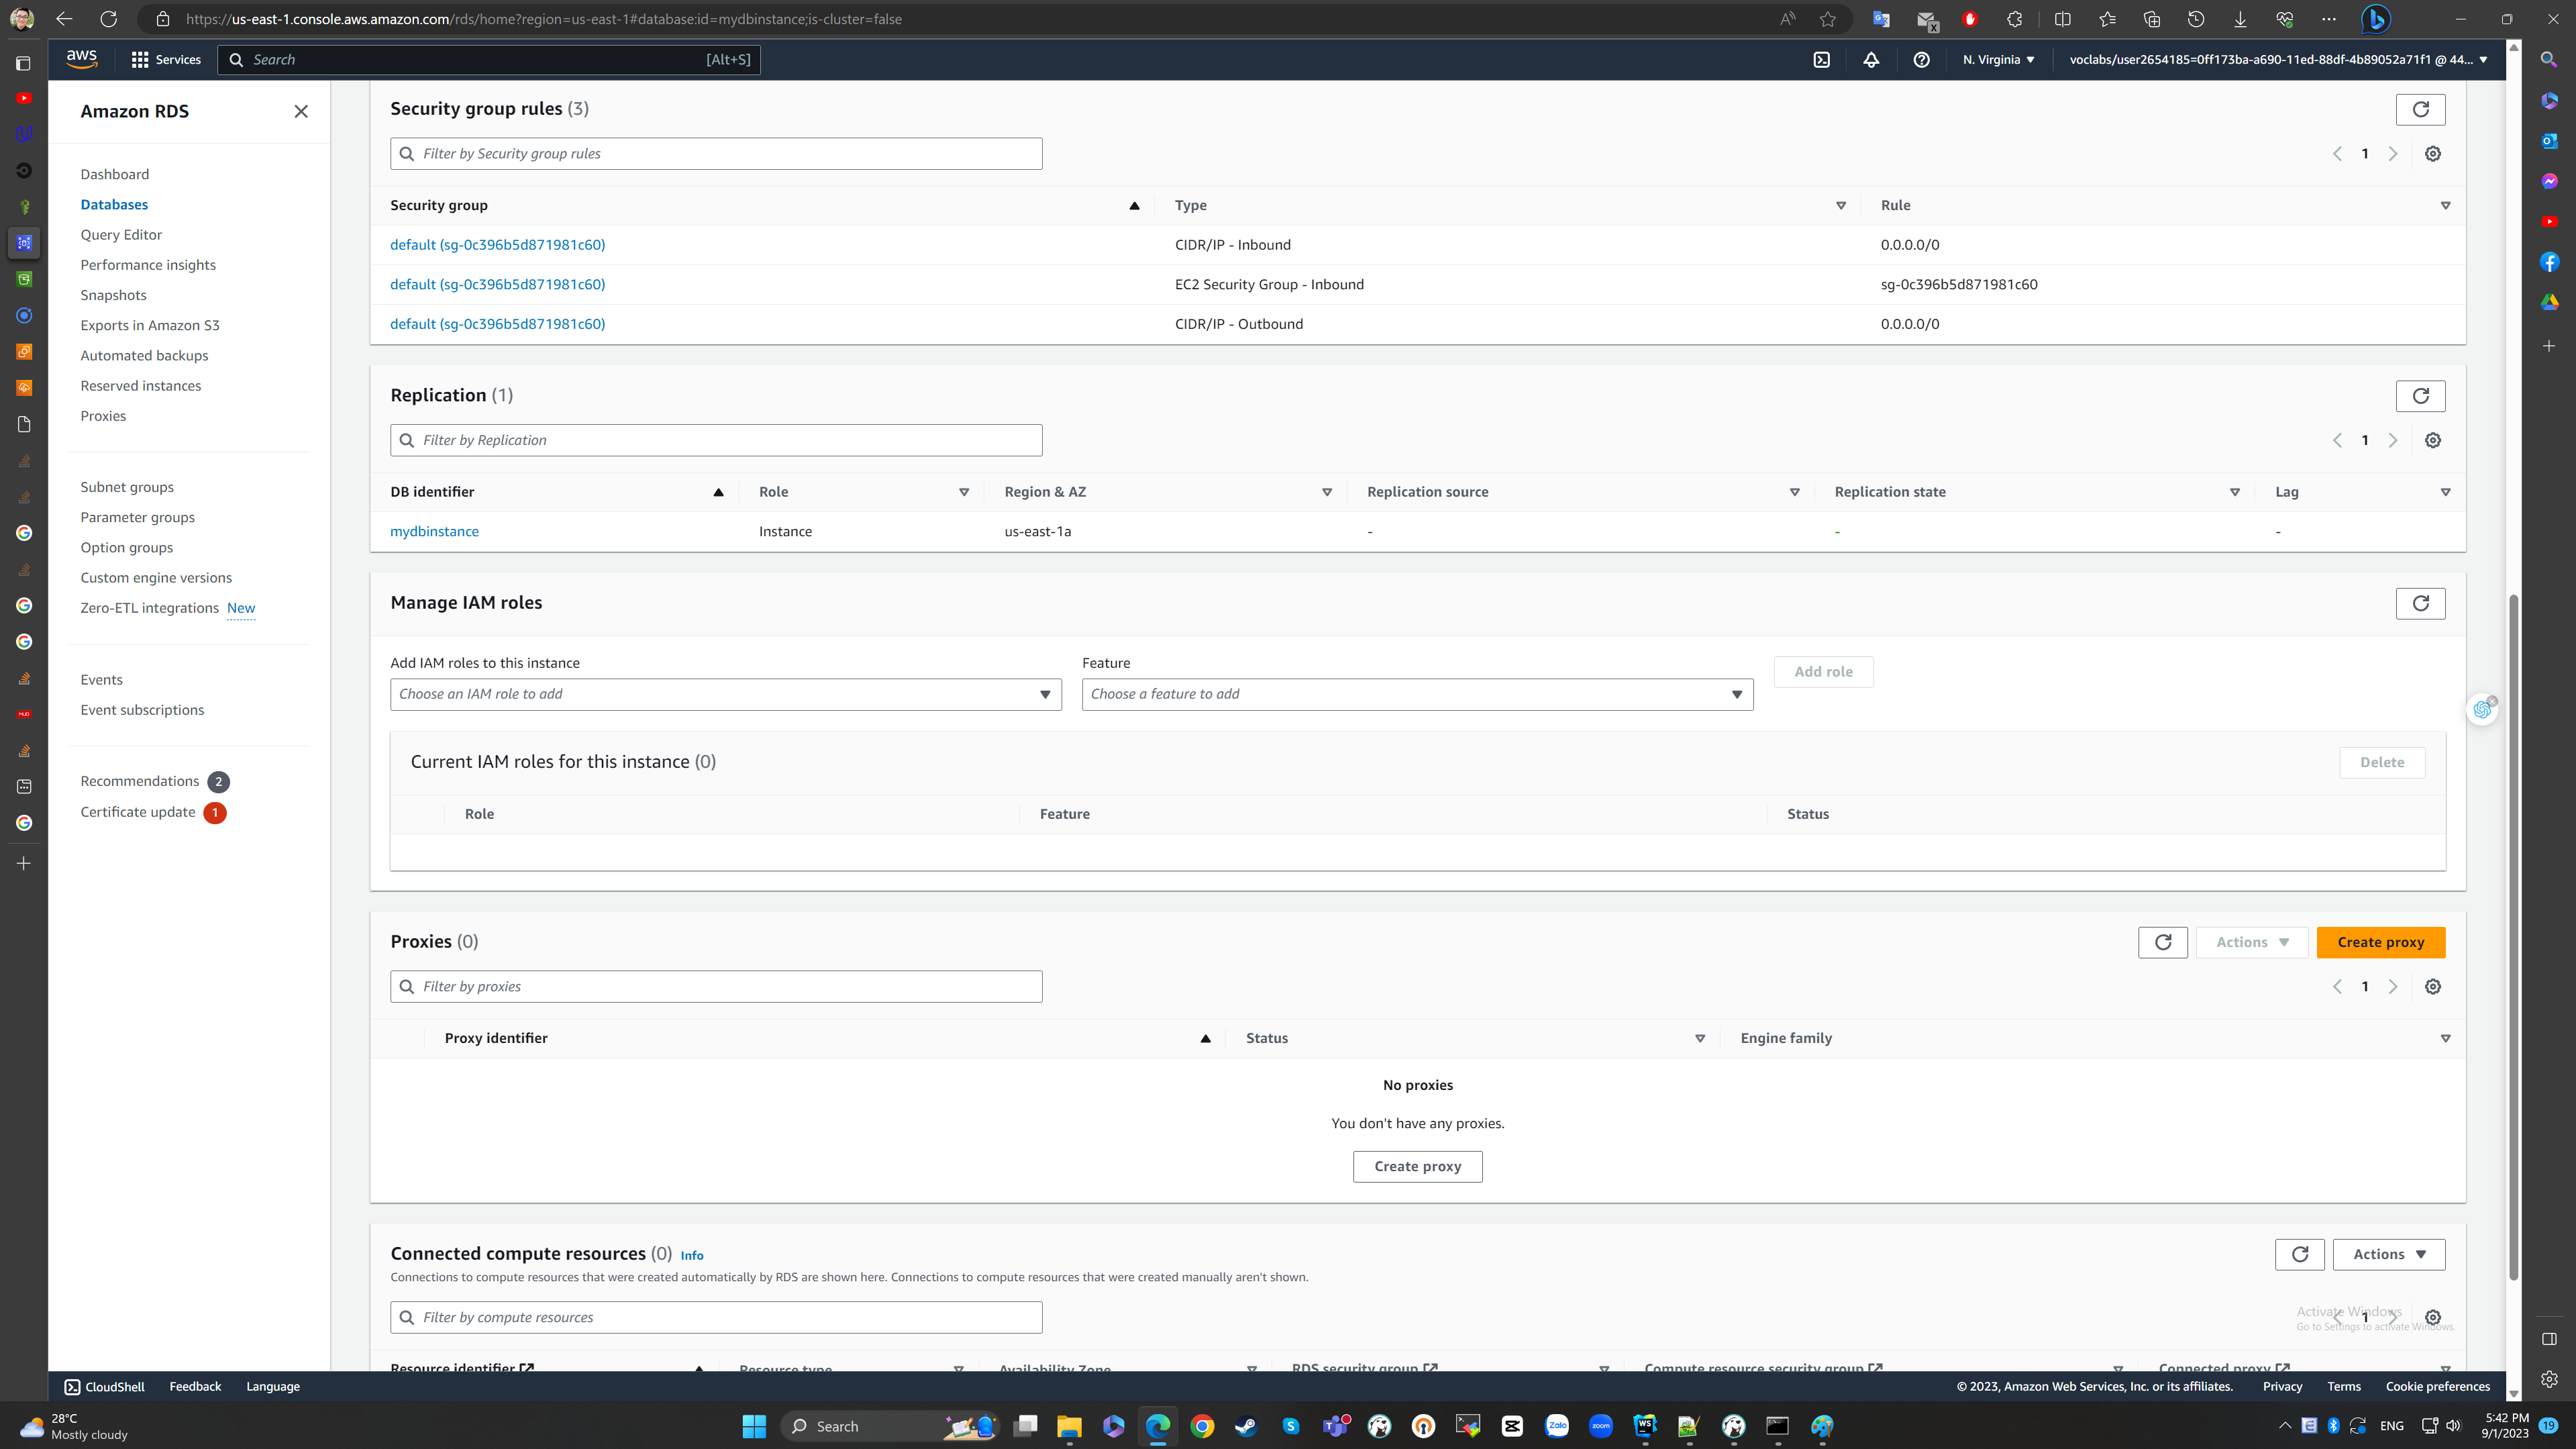 https://us-east-1.console.aws.amazon.com/rds/home?region=us-east-1#database:id=mydbinstance;is-cluster=false
aws Services Search [Alt+S] N. Virginia voclabs/user2654185=0ff173ba-a690-11ed-88df-4b89052a71f1 @ 44...
Amazon RDS
Dashboard
Databases
Query Editor
Performance insights
Snapshots
Exports in Amazon S3
Automated backups
Reserved instances
Proxies
Subnet groups
Parameter groups
Option groups
Custom engine versions
Zero-ETL integrations New
Events
Event subscriptions
Recommendations 2
Certificate update 1
Security group rules (3)
Filter by Security group rules
1
Security group Type Rule
default (sg-0c396b5d871981c60) CIDR/IP - Inbound 0.0.0.0/0
default (sg-0c396b5d871981c60) EC2 Security Group - Inbound sg-0c396b5d871981c60
default (sg-0c396b5d871981c60) CIDR/IP - Outbound 0.0.0.0/0
Replication (1)
Filter by Replication
1
DB identifier Role Region & AZ Replication source Replication state Lag
mydbinstance Instance us-east-1a - - -
Manage IAM roles
Add IAM roles to this instance Feature
Choose an IAM role to add Choose a feature to add Add role
Current IAM roles for this instance (0) Delete
Role Feature Status
Proxies (0) Actions Create proxy
Filter by proxies
1
Proxy identifier Status Engine family
No proxies
You don't have any proxies.
Create proxy
Connected compute resources (0) Info Actions
Connections to compute resources that were created automatically by RDS are shown here. Connections to compute resources that were created manually aren't shown.
Filter by compute resources
1
Activate Windows
Go to Settings to activate Windows.
Resource identifier Resource type Availability Zone RDS security group Compute resource security group Connected proxy
CloudShell Feedback Language © 2023, Amazon Web Services, Inc. or its affiliates. Privacy Terms Cookie preferences
28°C
Mostly cloudy
Search
ENG
5:42 PM
9/1/2023
19